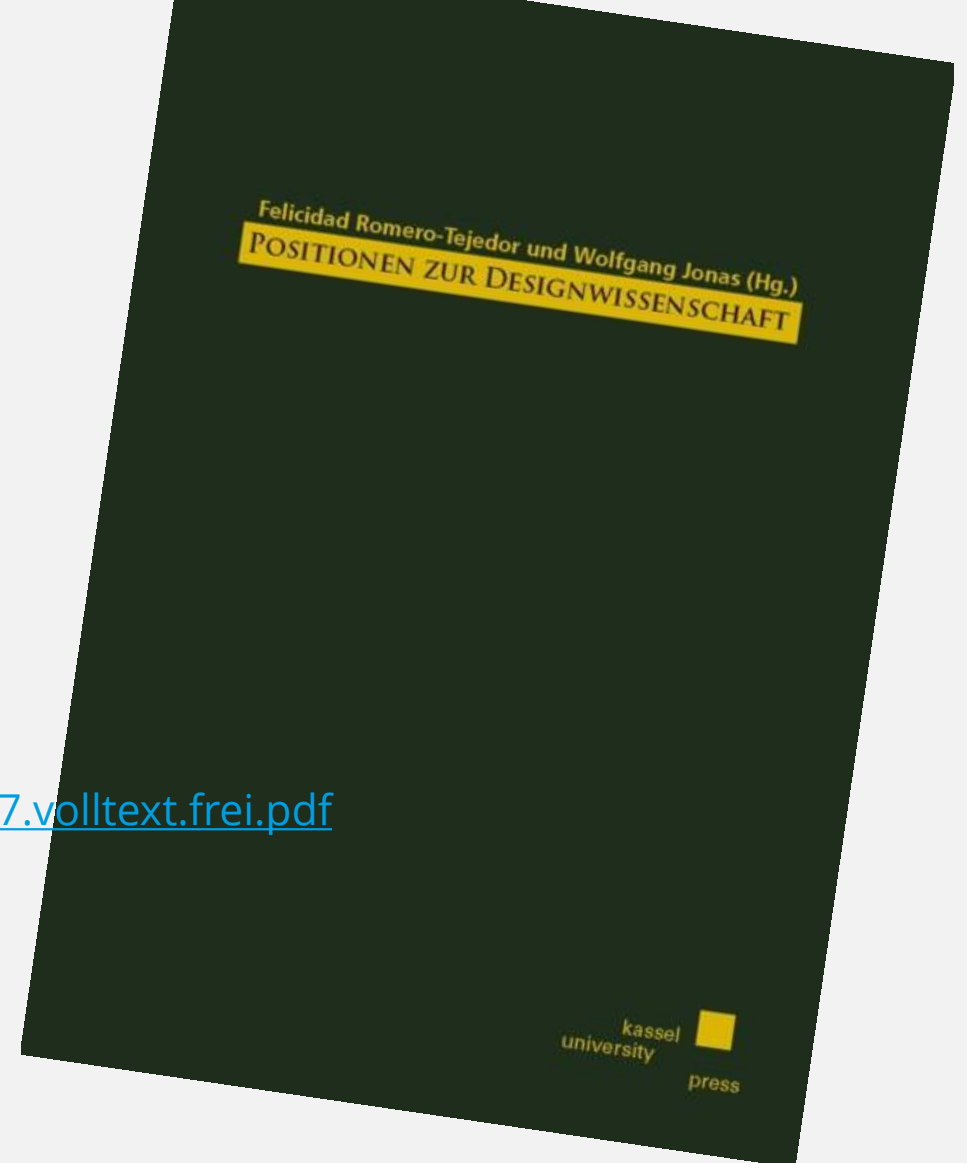 Felicidad Romero-Tejedor und Wolfgang Jonas (Hg.)
POSITIONEN ZUR DESIGNWISSENSCHAFT
7.volltext.frei.pdf
kassel
university
press